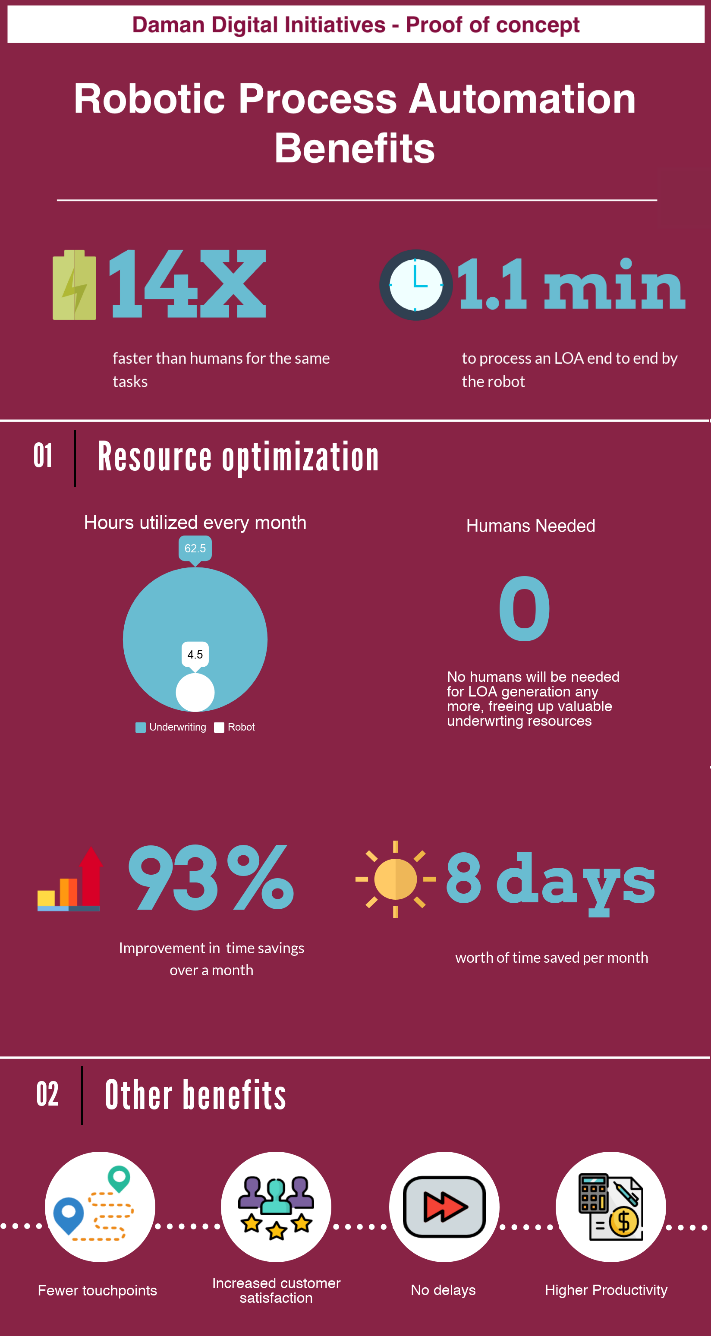 Daman Digital Initiatives - Proof of concept
Robotic Process Automation
Benefits
14X
1.1 min
faster than humans for the same
tasks
to process an LOA end to end by
the robot
01
Resource optimization
Hours utilized every month
62.5
4.5
Underwriting
Robot
Humans Needed
0
No humans will be needed
for LOA generation any
more, freeing up valuable
underwrting resources
93%
Improvement in time savings
over a month
8 days
worth of time saved per month
02
Other benefits
Fewer touchpoints
Increased customer
satisfaction
No delays
Higher Productivity